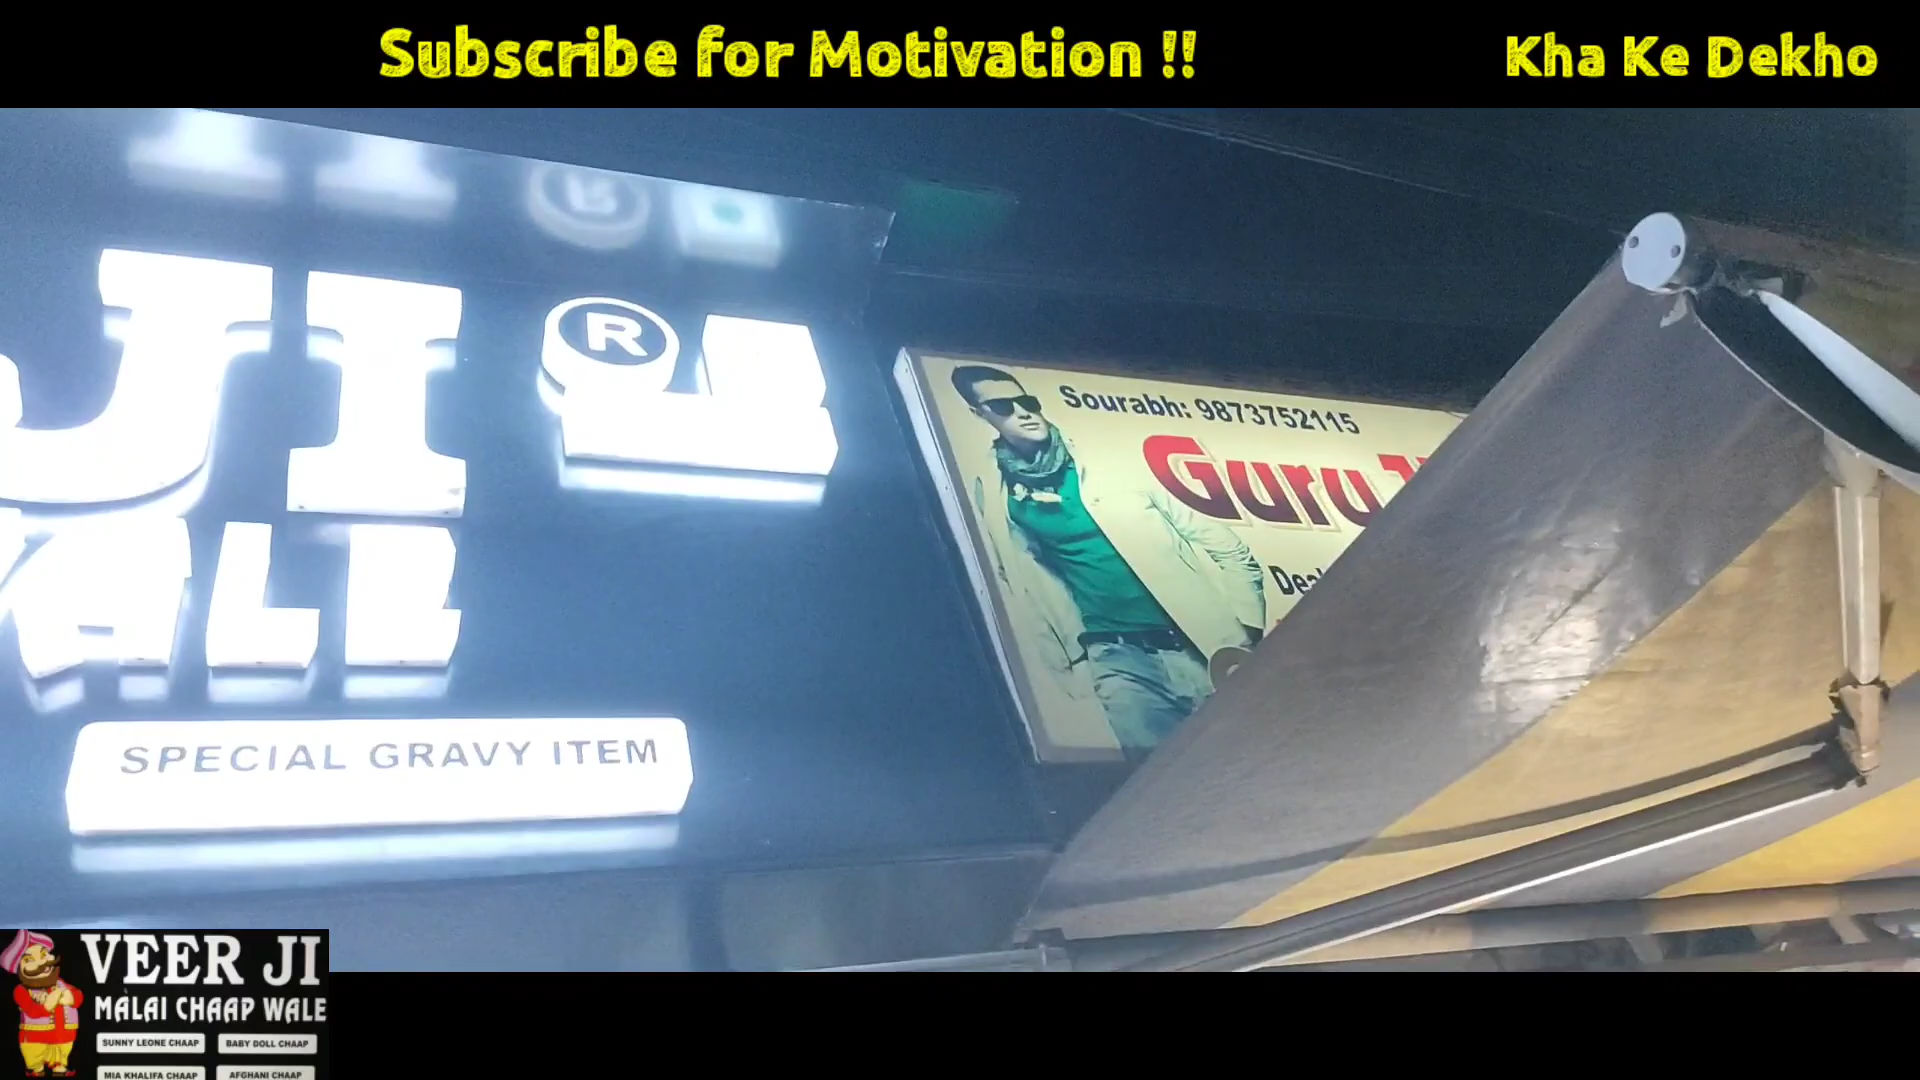 Subscribe for Motivation !!
Kha Ke Dekho
JI ®
WALE
SPECIAL GRAVY ITEM
Sourabh: 9873752115
Guru
VEER JI
MALAI CHAAP WALE
SUNNY LEONE CHAAP
BABY DOLL CHAAP
MIA KHALIFA CHAAP
AFGHANI CHAAP